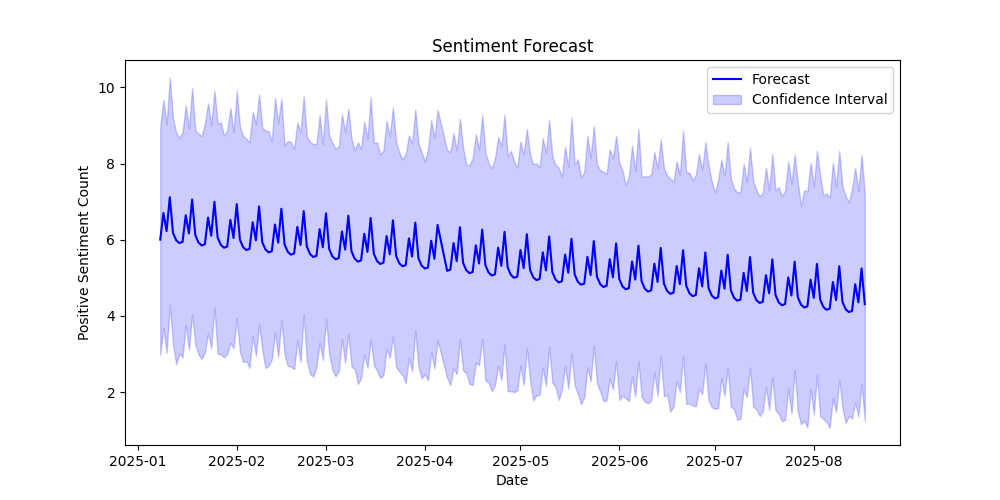 Sentiment Forecast
Forecast
Confidence Interval
Positive Sentiment Count
10
8
6
4
2
2025-01 2025-02 2025-03 2025-04 2025-05 2025-06 2025-07 2025-08
Date